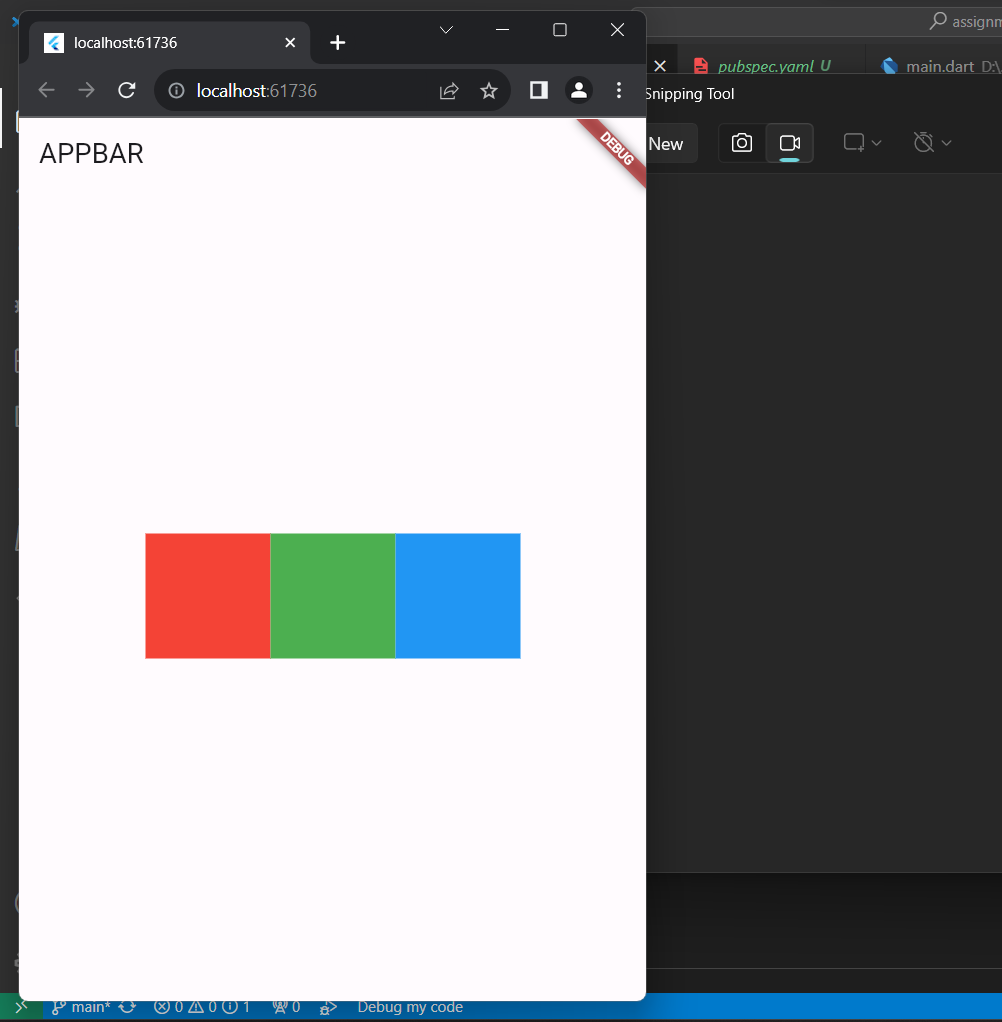 localhost:61736
assignm
pubspec.yaml U
main.dart D:\
localhost:61736
Snipping Tool
New
APPBAR
DEBUG
main* 0 0 1 0 Debug my code